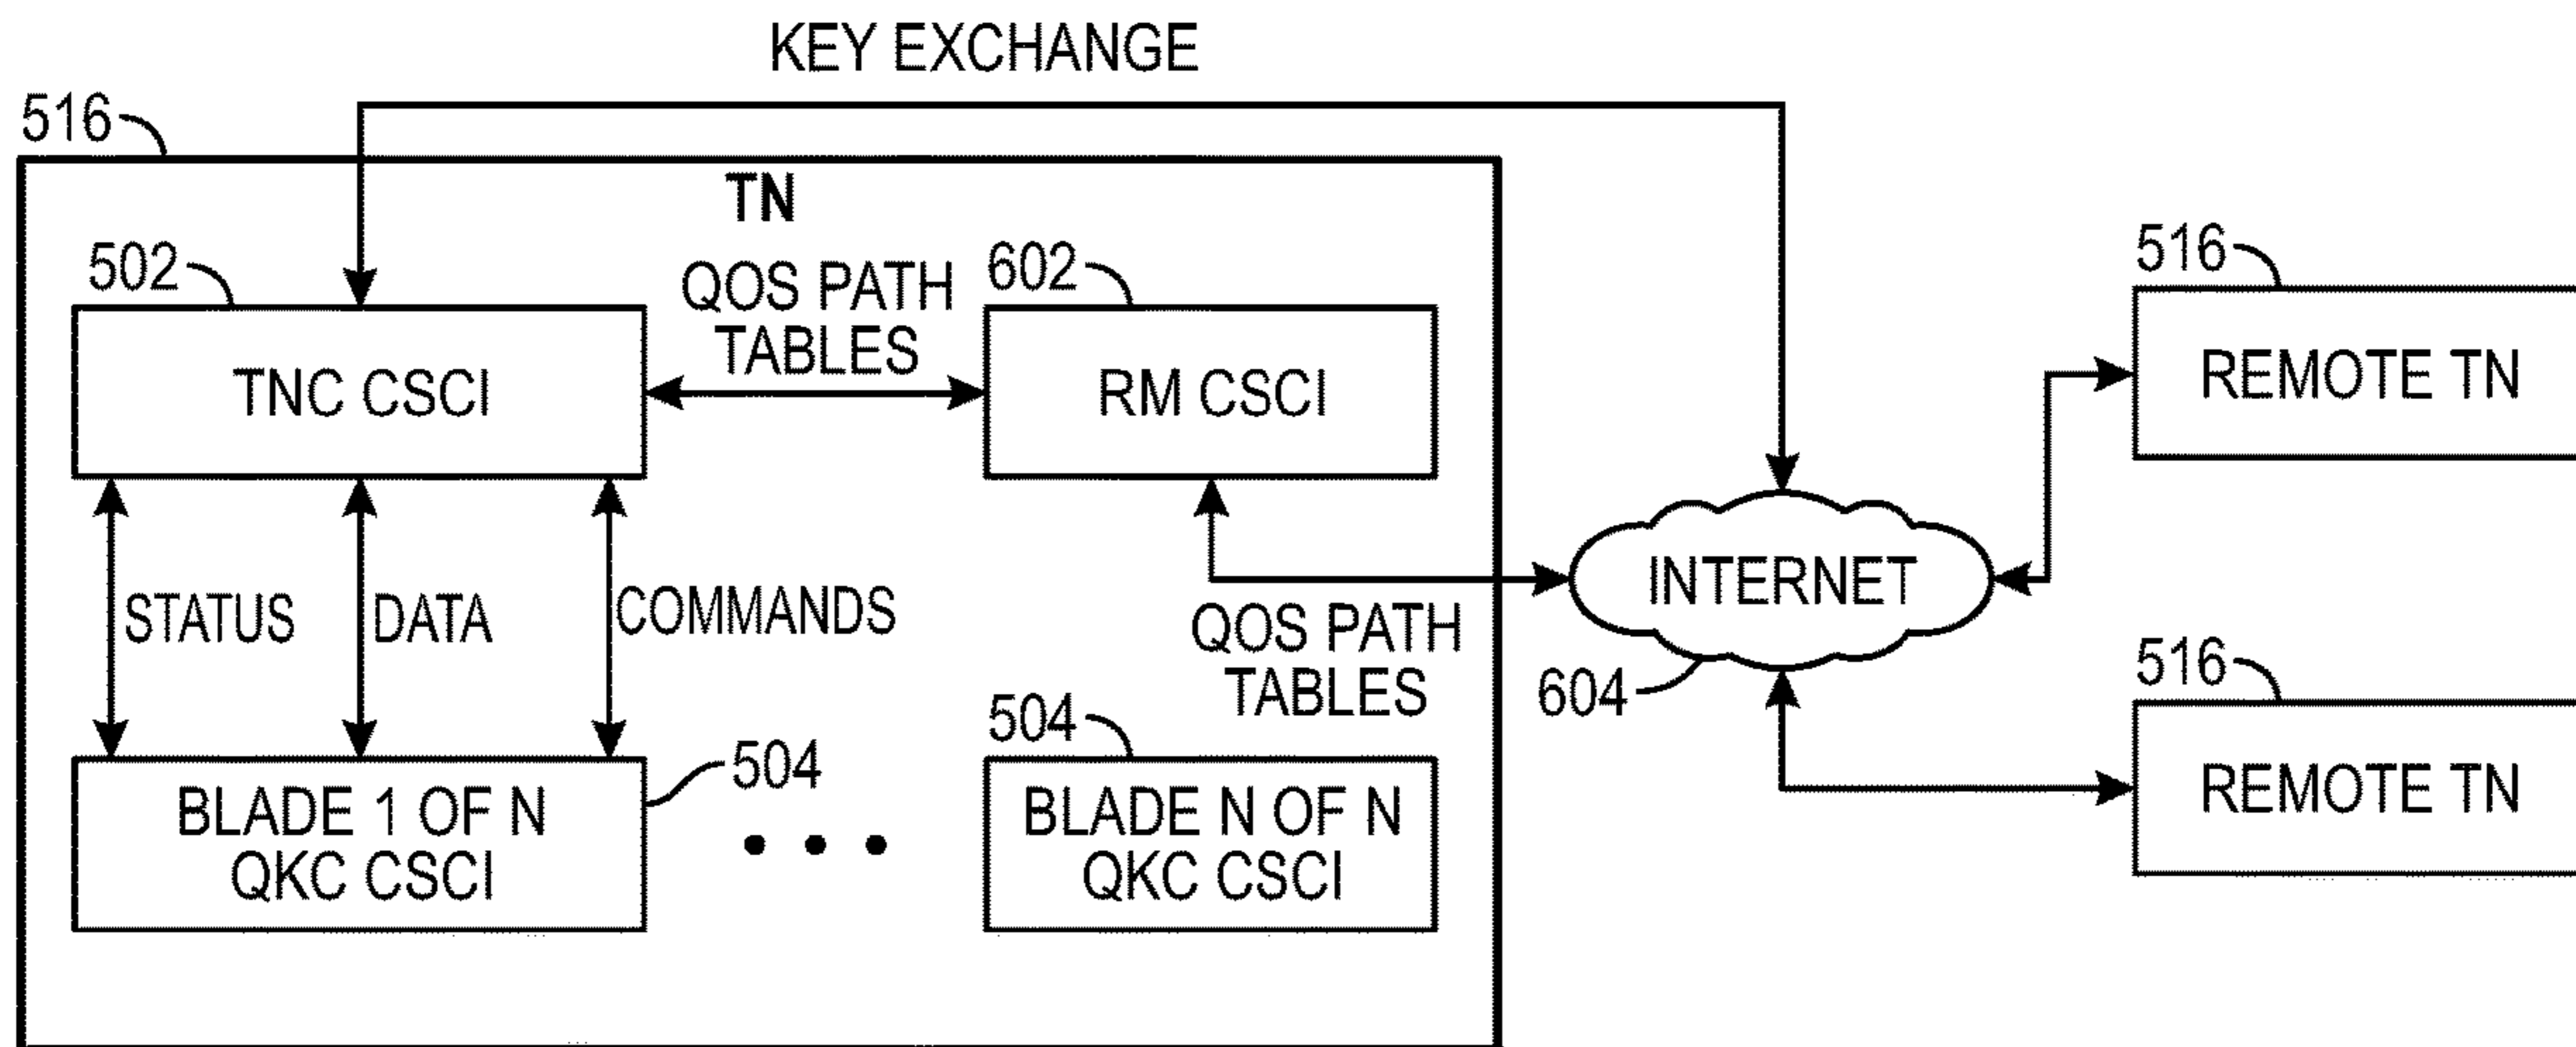 KEY EXCHANGE
516
TN
502
QOS PATH
TABLES
602
516
TNC CSCI
RM CSCI
REMOTE TN
STATUS
DATA
COMMANDS
INTERNET
QOS PATH
TABLES
604
516
504
504
BLADE 1 OF N
QKC CSCI
• • •
BLADE N OF N
QKC CSCI
REMOTE TN